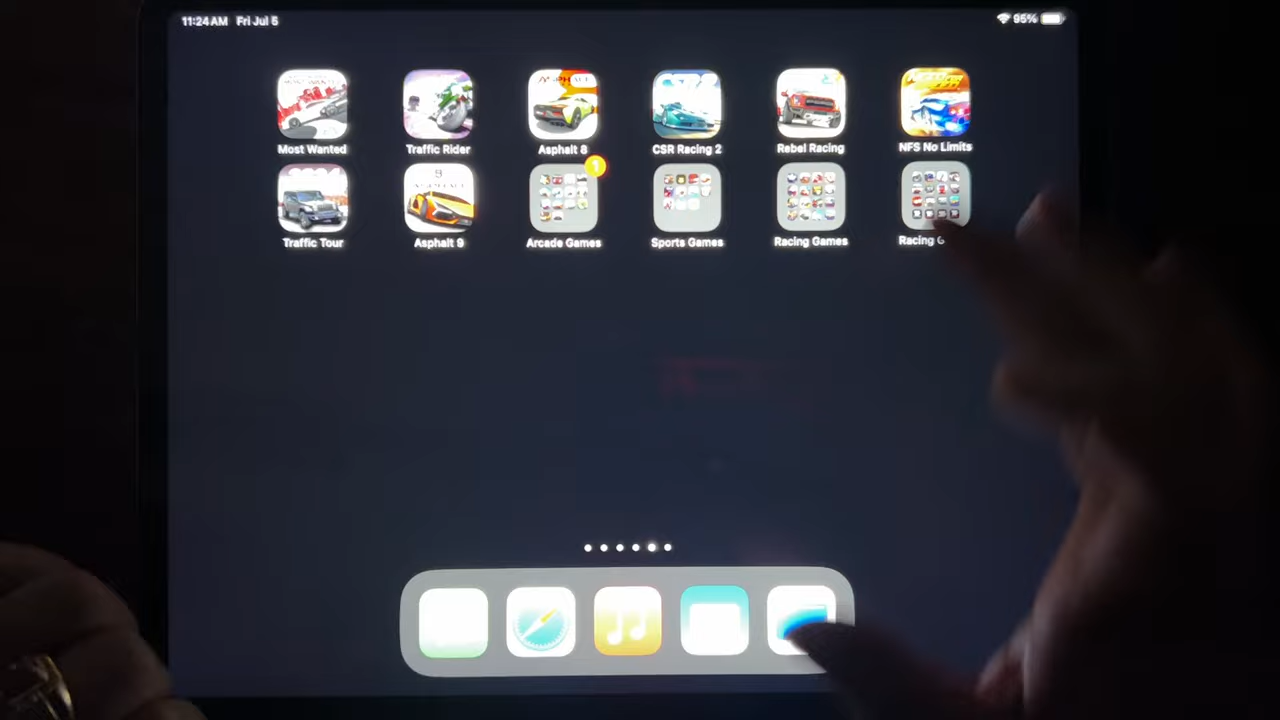 11:24 AM Fri Jul 5
95%
Most Wanted
Traffic Rider
Asphalt 8
CSR Racing 2
Rebel Racing
NFS No Limits
1
Traffic Tour
Asphalt 9
Arcade Games
Sports Games
Racing Games
Racing G